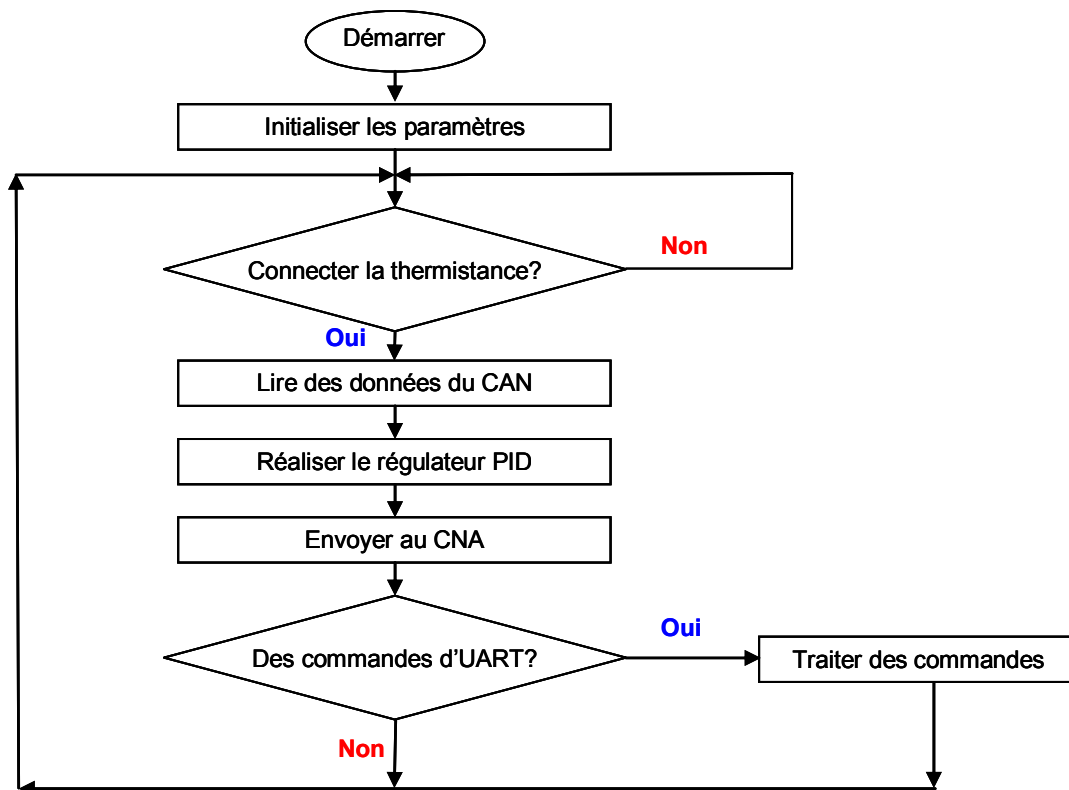 Démarrer
Initialiser les paramètres
Non
Connecter la thermistance?
Oui
Lire des données du CAN
Réaliser le régulateur PID
Envoyer au CNA
Oui
Des commandes d'UART?
Traiter des commandes
Non